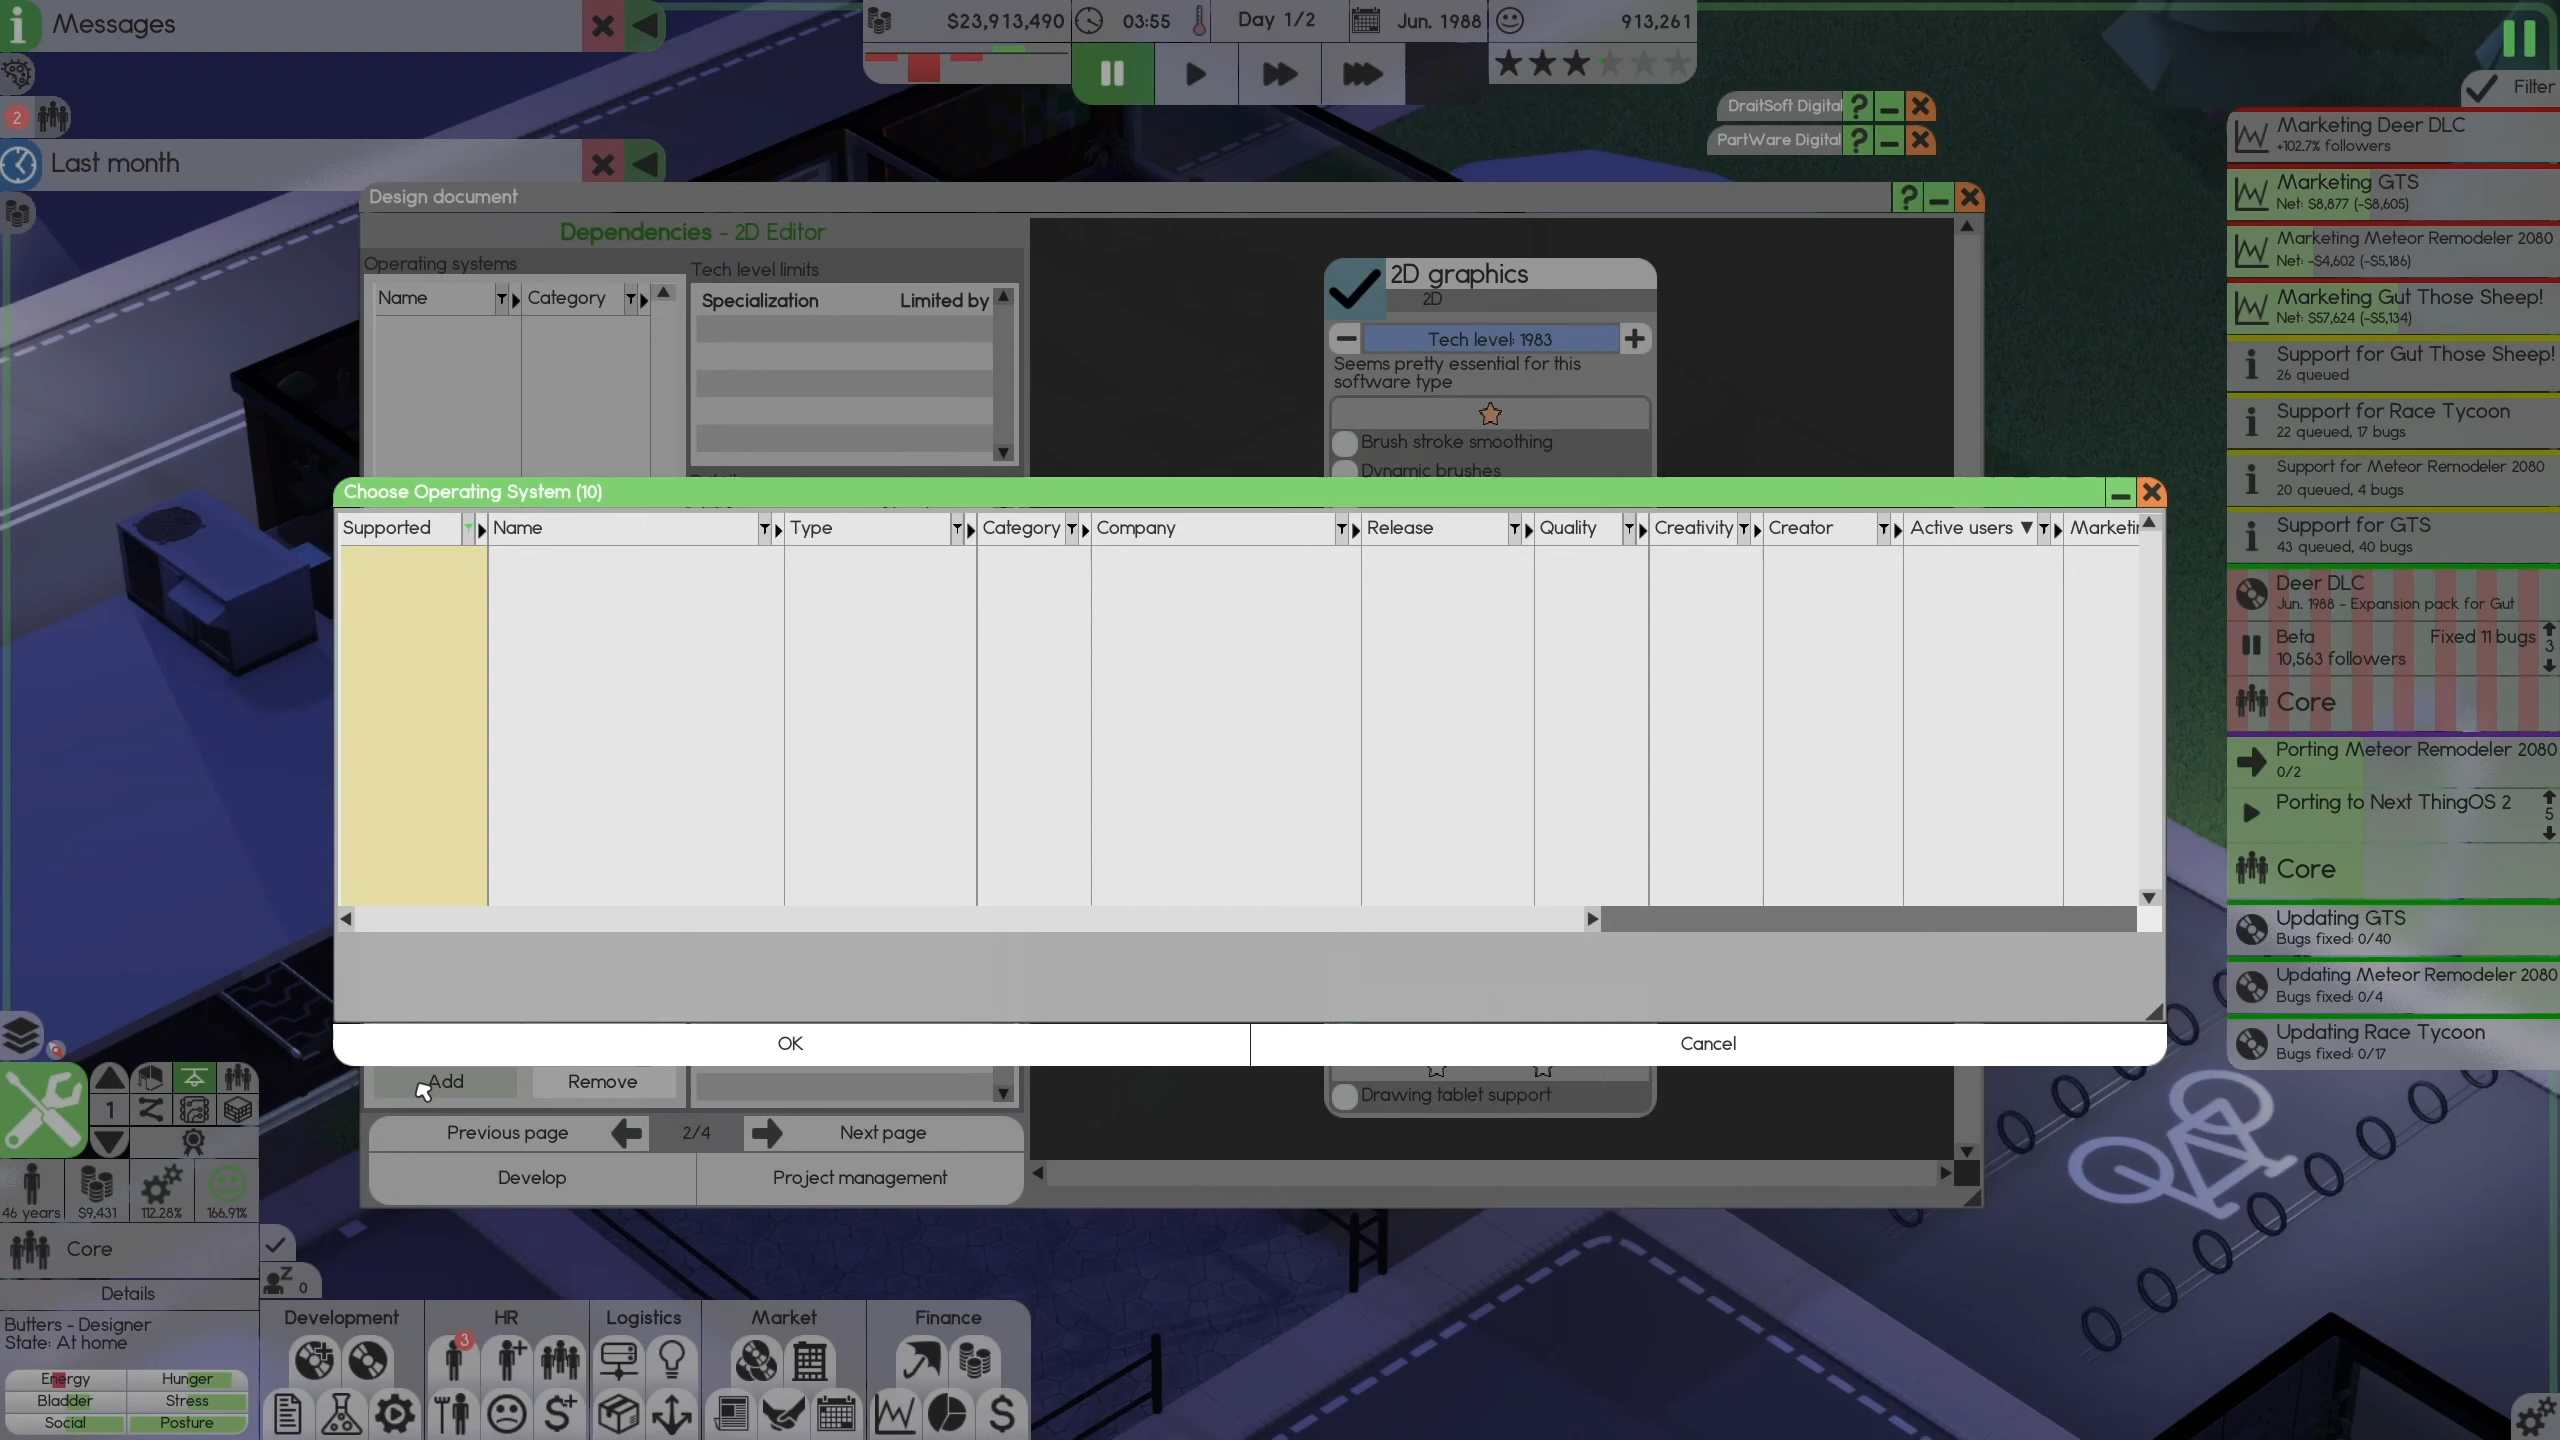 Messages
$23,913,490
03:55
Day 1/2
Jun. 1988
913,261
Filter
2
Last month
DraitSoft Digital
PartWare Digital
Design document
Dependencies - 2D Editor
Operating systems
Name
Category
Tech level limits
Specialization
Limited by
2D graphics
2D
Tech level: 1983
Seems pretty essential for this
software type
Brush stroke smoothing
Dynamic brushes
Choose Operating System (10)
Supported
Name
Type
Category
Company
Release
Quality
Creativity
Creator
Active users
OK
Cancel
Add
Remove
Drawing tablet support
Previous page
2/4
Next page
Develop
Project management
Marketing Deer DLC
+102.7% followers
Marketing GTS
Net: $8,877 (-$8,605)
Marketing Meteor Remodeler 2080
Net: -$4,602 (-$5,186)
Marketing Gut Those Sheep!
Net: $57,624 (-$5,134)
Support for Gut Those Sheep!
26 queued
Support for Race Tycoon
22 queued, 17 bugs
Support for Meteor Remodeler 2080
20 queued, 4 bugs
Support for GTS
43 queued, 40 bugs
Deer DLC
Jun. 1988 - Expansion pack for Gut
Beta
Fixed 11 bugs
10,563 followers
3
Core
Porting Meteor Remodeler 2080
0/2
Porting to Next ThingOS 2
5
Core
Updating GTS
Bugs fixed: 0/40
Updating Meteor Remodeler 2080
Bugs fixed: 0/4
Updating Race Tycoon
Bugs fixed: 0/17
1
46 years
$9,431
112.28%
166.91%
Core
Details
0
Butters - Designer
State: At home
Energy
Hunger
Bladder
Stress
Social
Posture
Development
HR
Logistics
Market
Finance
3